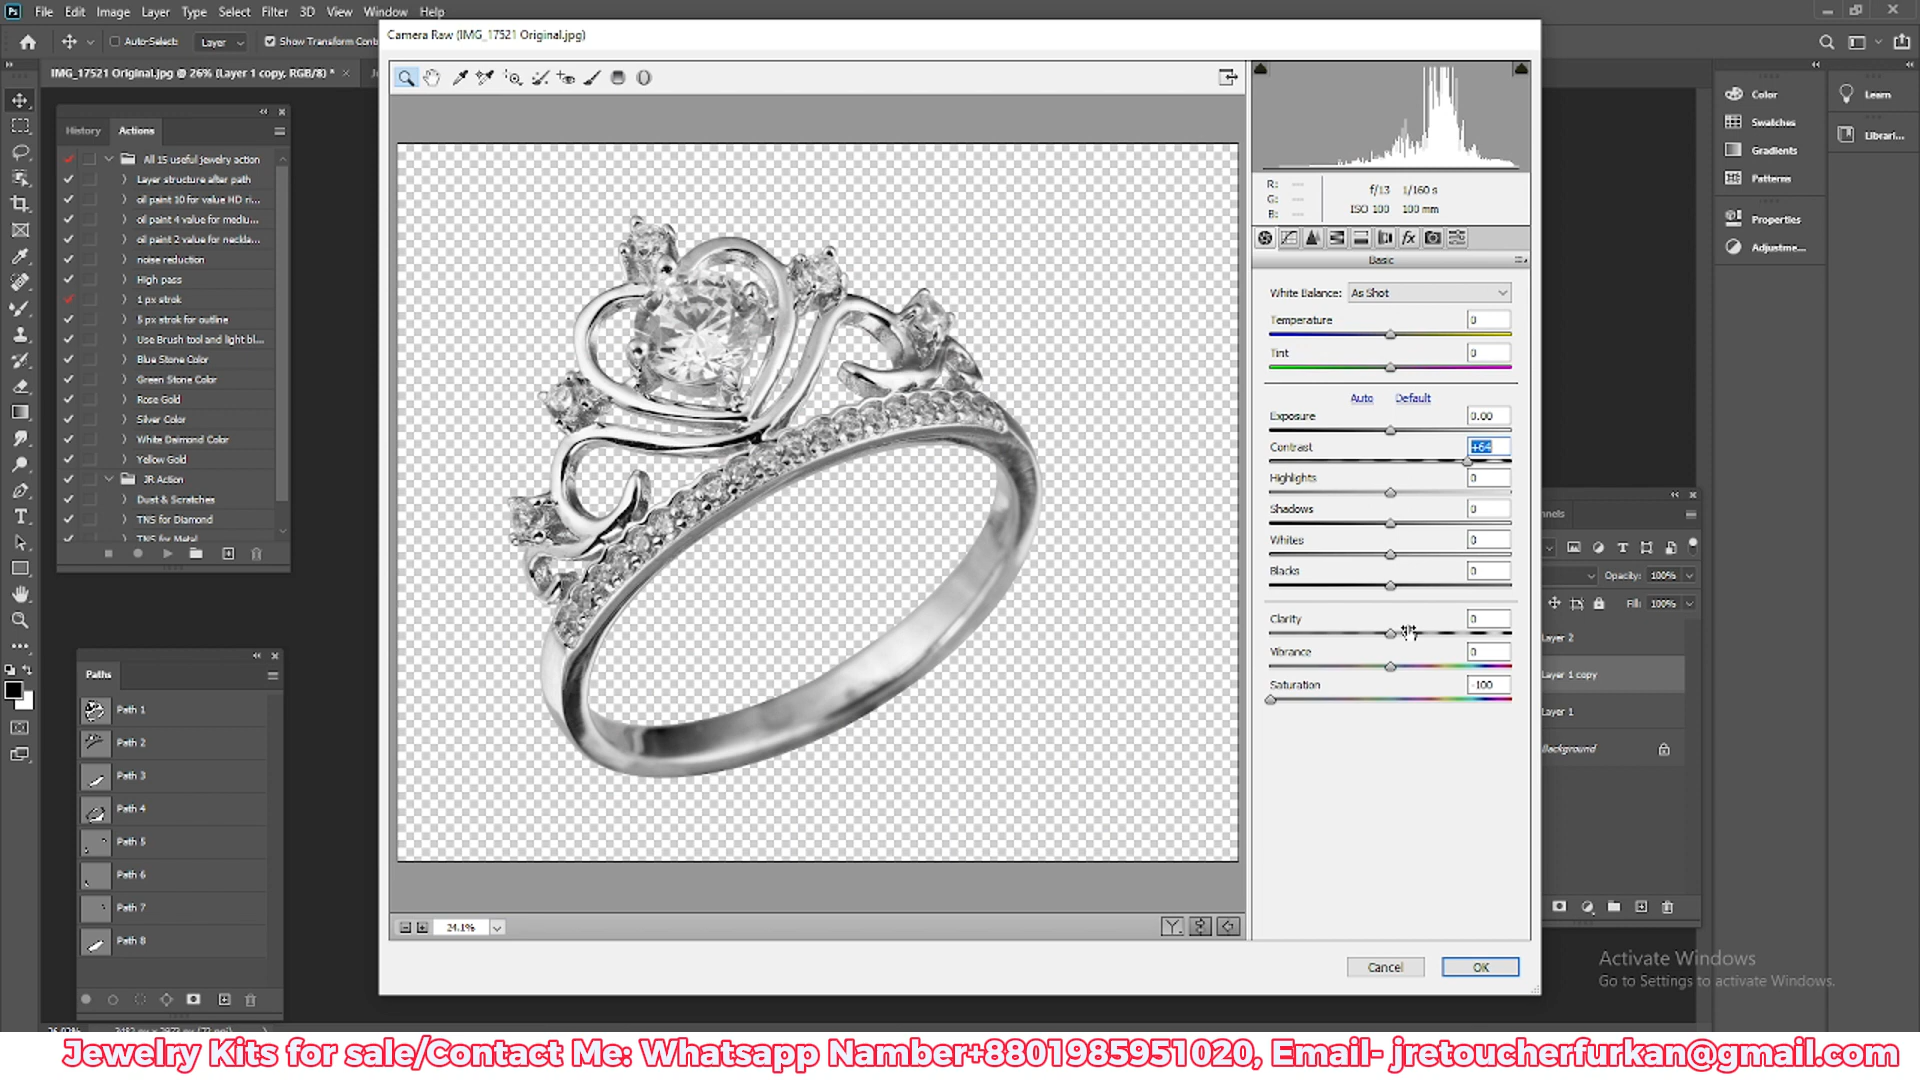 File Edit Image Layer Type Select Filter 3D View Window Help
Auto-Select: Layer Show Transform Cont
IMG_17521 Original.jpg @ 26% (Layer 1 copy, RGB/8) *
Camera Raw (IMG_17521 Original.jpg)
History Actions
All 15 useful jewelry action
Layer structure after path
oil paint 10 for value HD ri...
oil paint 4 value for mediu...
oil paint 2 value for neckla...
noise reduction
High pass
1 px strok
5 px strok for outline
Use Brush tool and light bl...
Blue Stone Color
Green Stone Color
Rose Gold
Silver Color
White Daimond Color
Yellow Gold
JR Action
Dust & Scratches
TNS for Diamond
TNS for Metal
Paths
Path 1
Path 2
Path 3
Path 4
Path 5
Path 6
Path 7
Path 8
24.1%
R: ---
G: ---
B: ---
f/13 1/160 s
ISO 100 100 mm
Basic
White Balance: As Shot
Temperature 0
Tint 0
Auto Default
Exposure 0.00
Contrast +64
Highlights 0
Shadows 0
Whites 0
Blacks 0
Clarity 0
Vibrance 0
Saturation -100
Cancel OK
Color
Swatches
Gradients
Patterns
Properties
Adjustme...
Learn
Librari...
nnels
Opacity: 100%
Fill: 100%
Layer 2
Layer 1 copy
Layer 1
Background
Activate Windows
Go to Settings to activate Windows.
Jewelry Kits for sale/Contact Me: Whatsapp Namber+8801985951020, Email- jretoucherfurkan@gmail.com